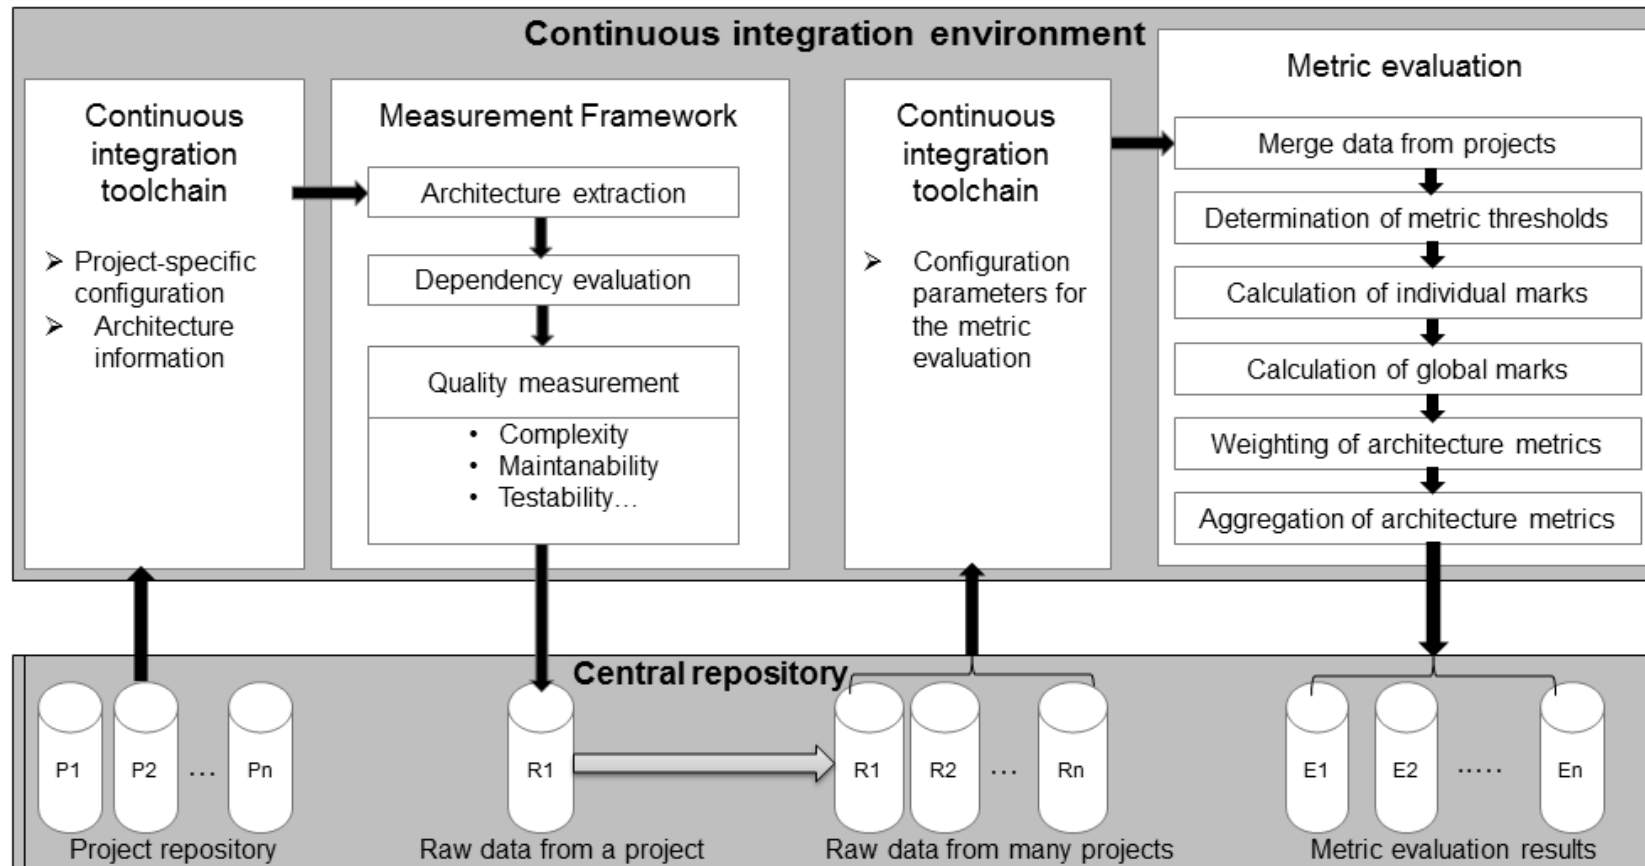 Continuous integration environment
Continuous
integration
toolchain
➢ Project-specific
configuration
➢ Architecture
information
Measurement Framework
Architecture extraction
Dependency evaluation
Quality measurement
• Complexity
• Maintanability
• Testability...
Continuous
integration
toolchain
➢ Configuration
parameters for
the metric
evaluation
Metric evaluation
Merge data from projects
Determination of metric thresholds
Calculation of individual marks
Calculation of global marks
Weighting of architecture metrics
Aggregation of architecture metrics
Central repository
P1 P2 ... Pn
Project repository
R1
Raw data from a project
R1 R2 ... Rn
Raw data from many projects
E1 E2 ..... En
Metric evaluation results